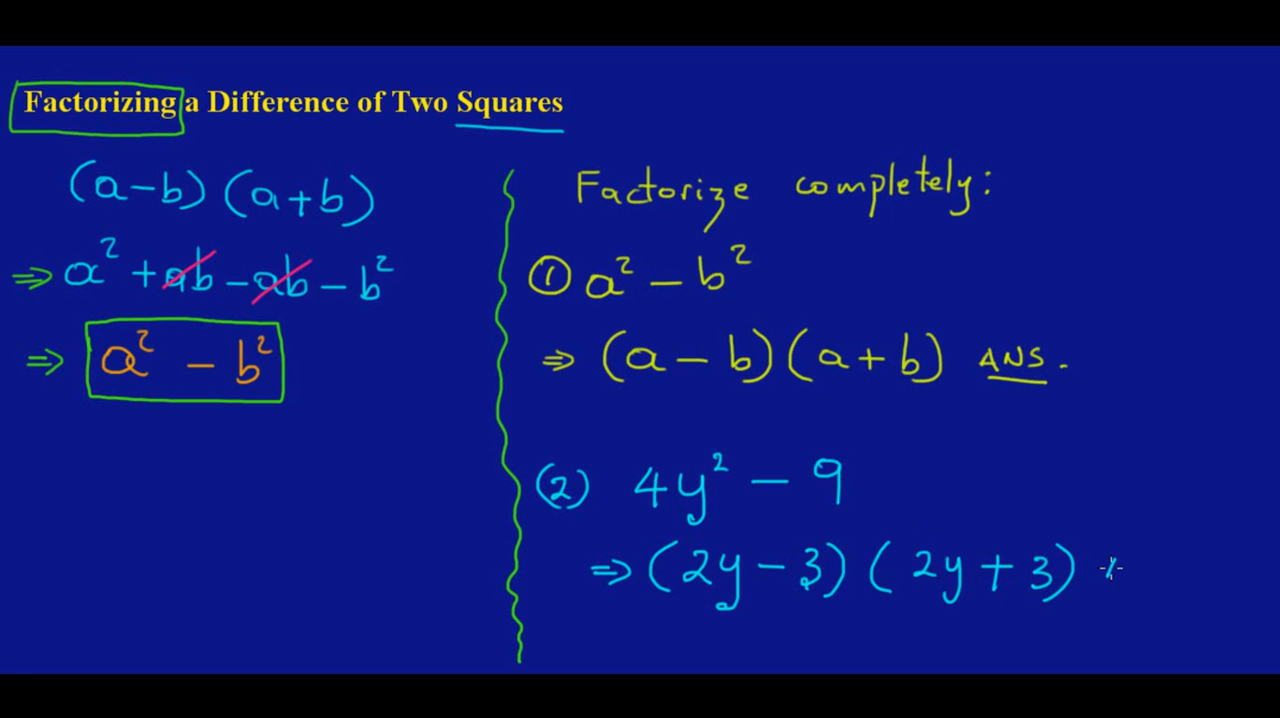 Factorizing a Difference of Two Squares
(a-b) (a+b)
⇒ a² + ab - ab - b²
⇒ a² - b²
Factorize completely:
① a² - b²
⇒ (a - b)(a + b) ANS.
(2) 4y² - 9
⇒ (2y - 3) (2y + 3)